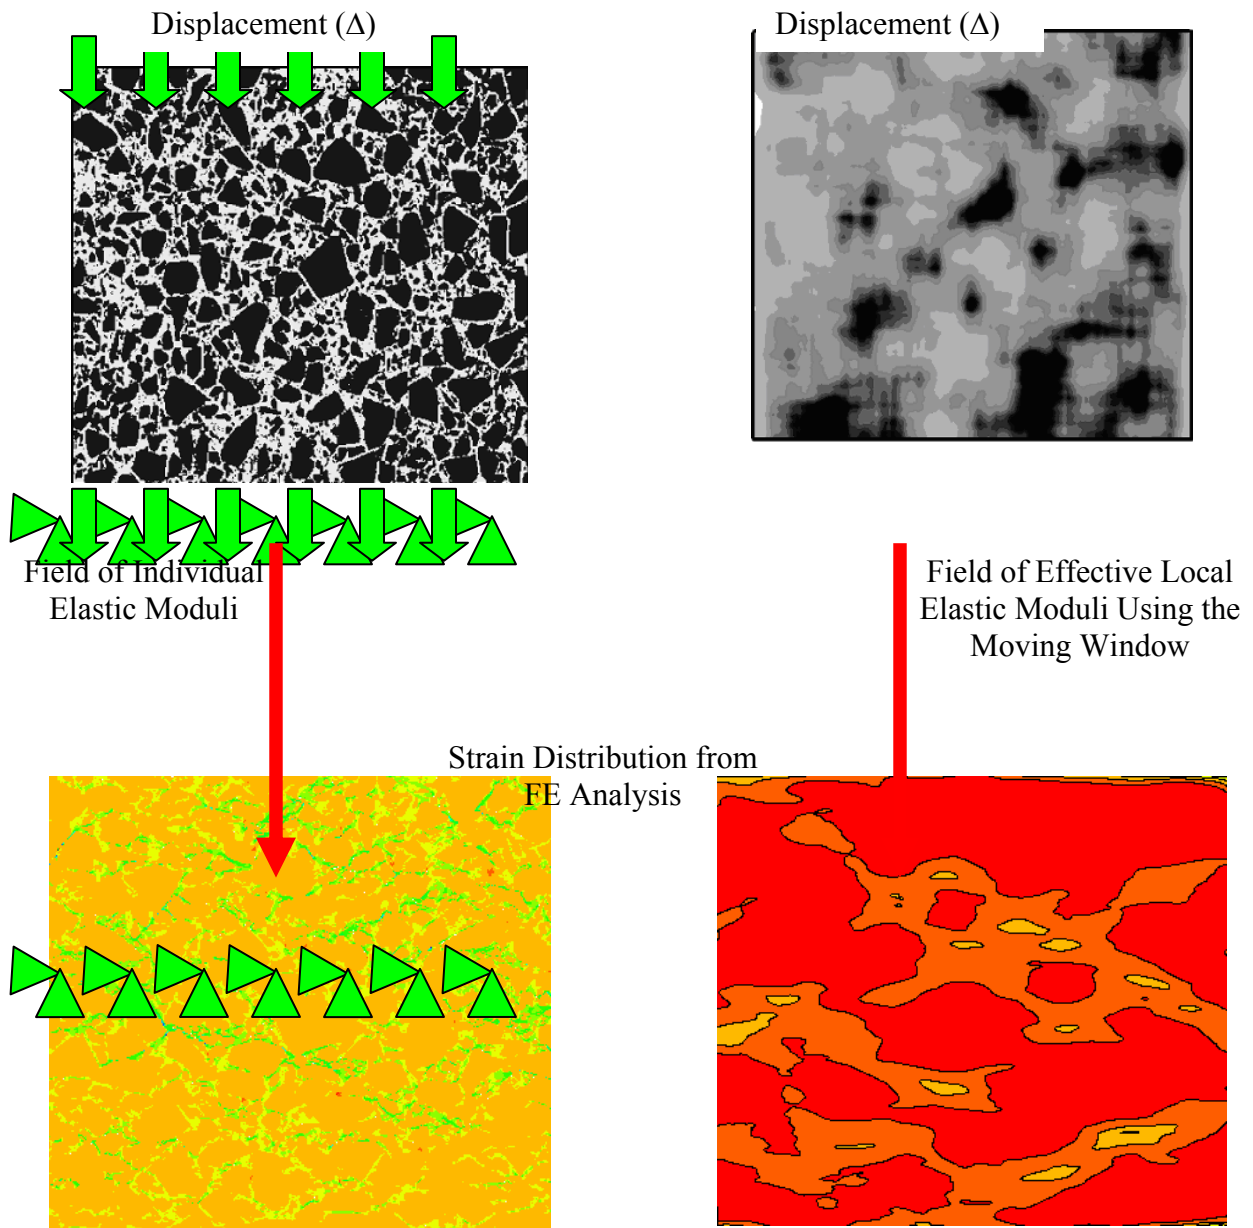 Displacement (Δ)
Displacement (Δ)
Field of Individual
Elastic Moduli
Field of Effective Local
Elastic Moduli Using the
Moving Window
Strain Distribution from
FE Analysis